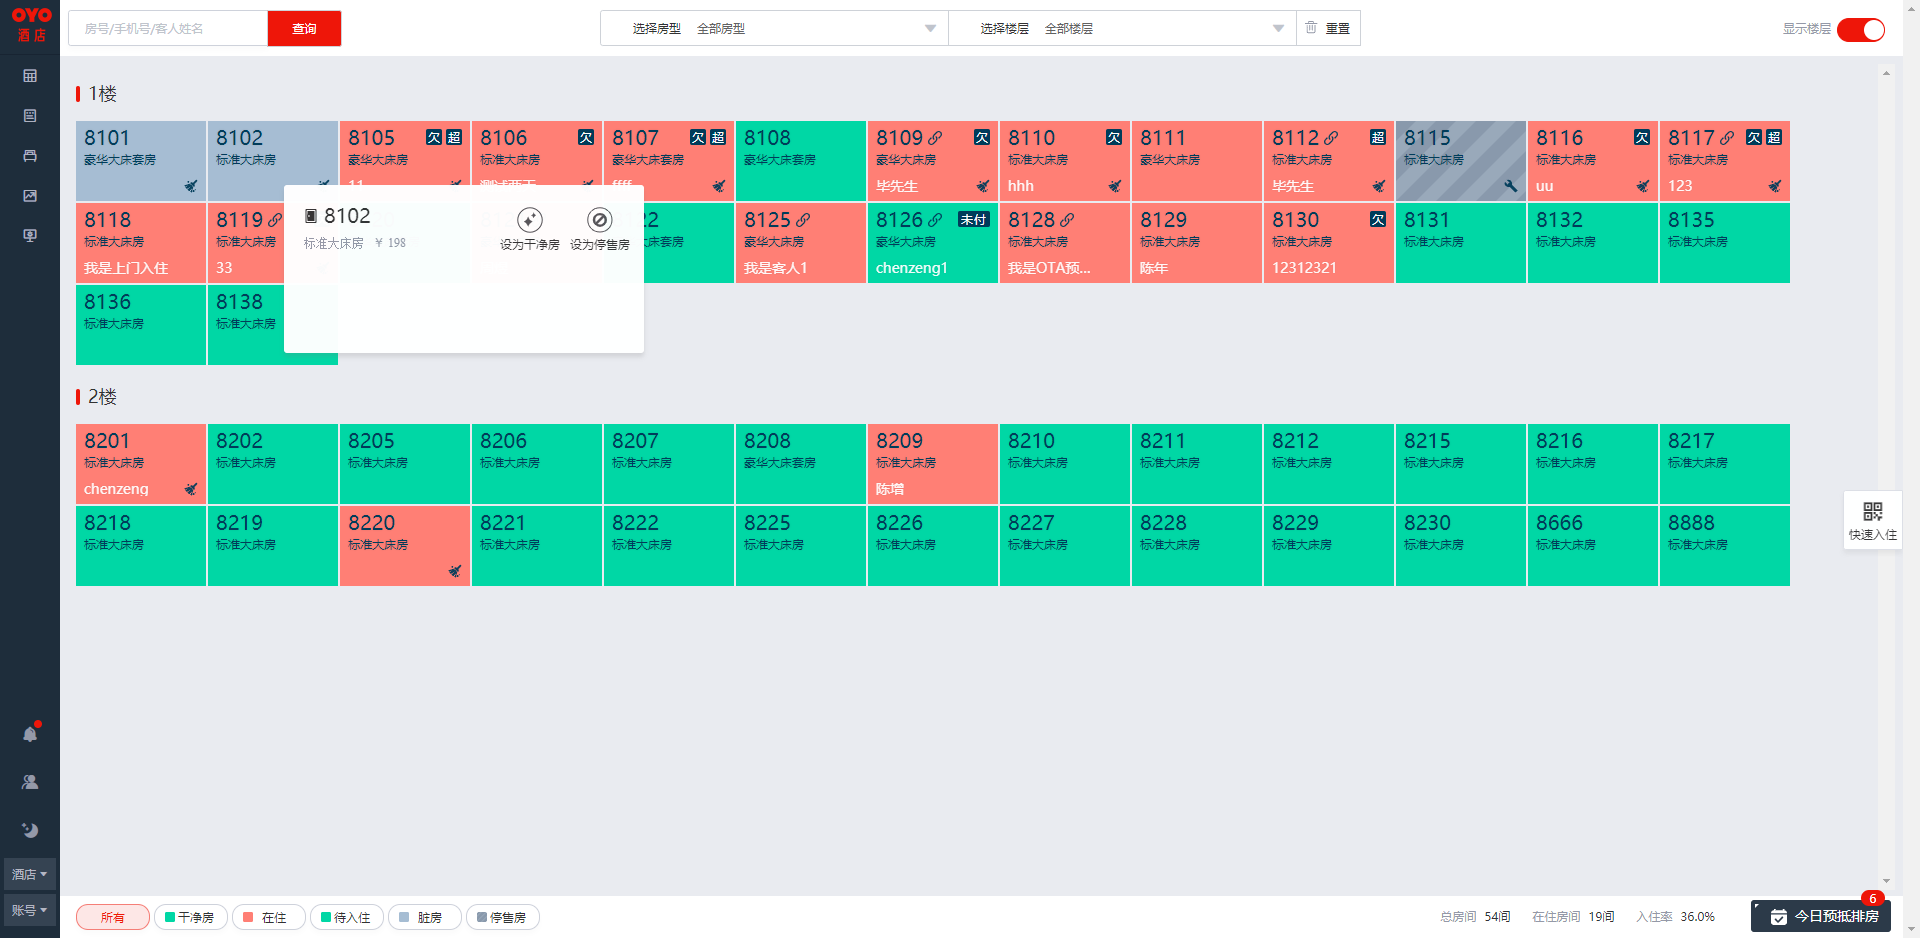 OYO
酒店
房号/手机号/客人姓名
查询
选择房型 全部房型
选择楼层 全部楼层
重置
显示楼层
1楼
8101
豪华大床套房
8102
标准大床房
8105 欠 超
豪华大床房
8106 欠
标准大床房
8107 欠 超
豪华大床套房
8108
豪华大床套房
8109 欠
豪华大床房
毕先生
8110 欠
标准大床房
hhh
8111
豪华大床房
8112 超
标准大床房
毕先生
8115
标准大床房
8116 欠
标准大床房
uu
8117 欠 超
标准大床房
123
8118
标准大床房
我是上门入住
8119
标准大床房
33
8102
标准大床房 ¥ 198
设为干净房
设为停售房
8125
豪华大床房
我是客人1
8126 未付
豪华大床房
chenzeng1
8128
标准大床房
我是OTA预...
8129
标准大床房
陈年
8130 欠
标准大床房
12312321
8131
标准大床房
8132
标准大床房
8135
标准大床房
8136
标准大床房
8138
标准大床房
2楼
8201
标准大床房
chenzeng
8202
标准大床房
8205
标准大床房
8206
标准大床房
8207
标准大床房
8208
豪华大床套房
8209
标准大床房
陈增
8210
标准大床房
8211
标准大床房
8212
标准大床房
8215
标准大床房
8216
标准大床房
8217
标准大床房
8218
标准大床房
8219
标准大床房
8220
标准大床房
8221
标准大床房
8222
标准大床房
8225
标准大床房
8226
标准大床房
8227
标准大床房
8228
标准大床房
8229
标准大床房
8230
标准大床房
8666
标准大床房
8888
标准大床房
快速入住
酒店
账号
所有 干净房 在住 待入住 脏房 停售房
总房间 54间 在住房间 19间 入住率 36.0%
今日预抵排房
6